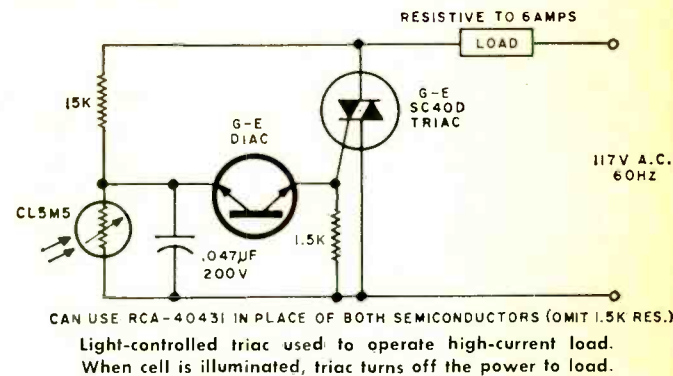 RESISTIVE TO 6AMPS
LOAD
15K
G-E
DIAC
G-E
SC40D
TRIAC
117V A.C.
60HZ
CL5M5
.047µF
200V
1.5K
CAN USE RCA-40431 IN PLACE OF BOTH SEMICONDUCTORS (OMIT 1.5K RES.)
Light-controlled triac used to operate high-current load.
When cell is illuminated, triac turns off the power to load.